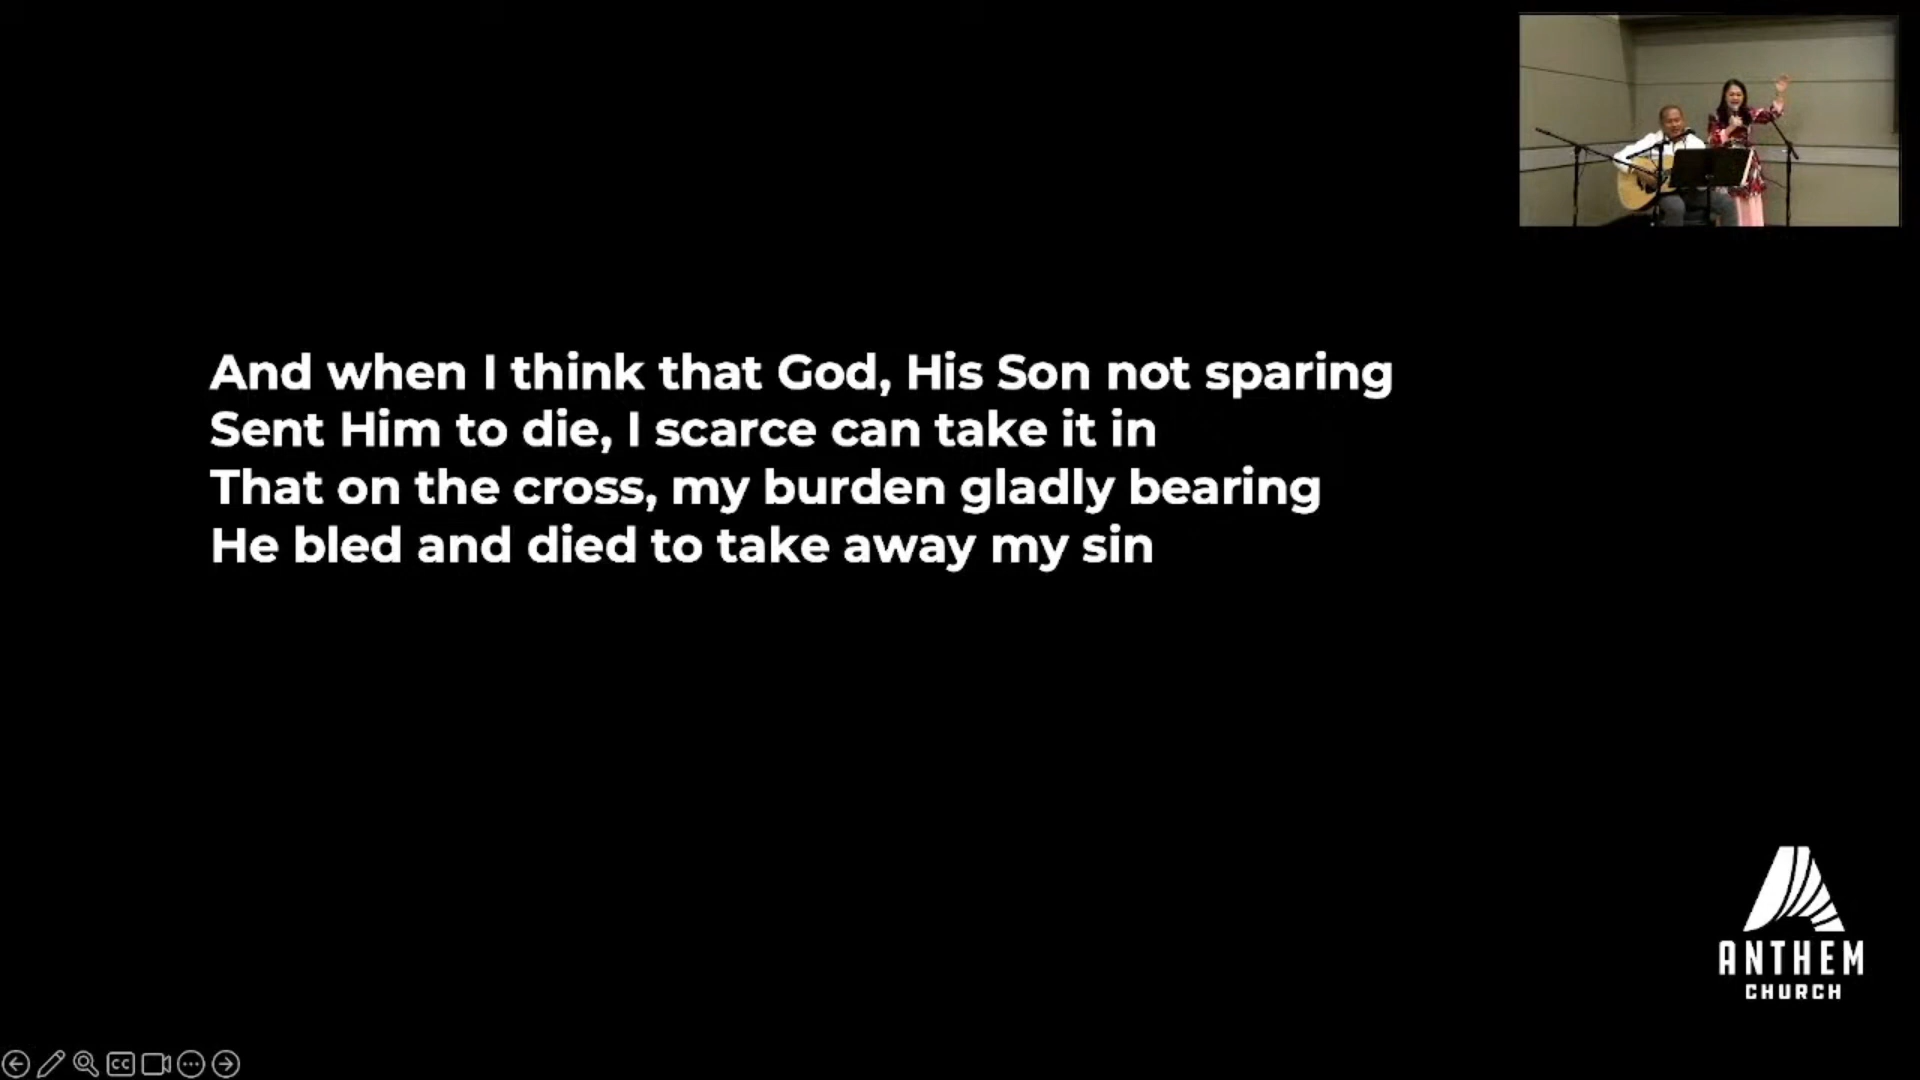 And when I think that God, His Son not sparing
Sent Him to die, I scarce can take it in
That on the cross, my burden gladly bearing
He bled and died to take away my sin
ANTHEM
CHURCH
CC